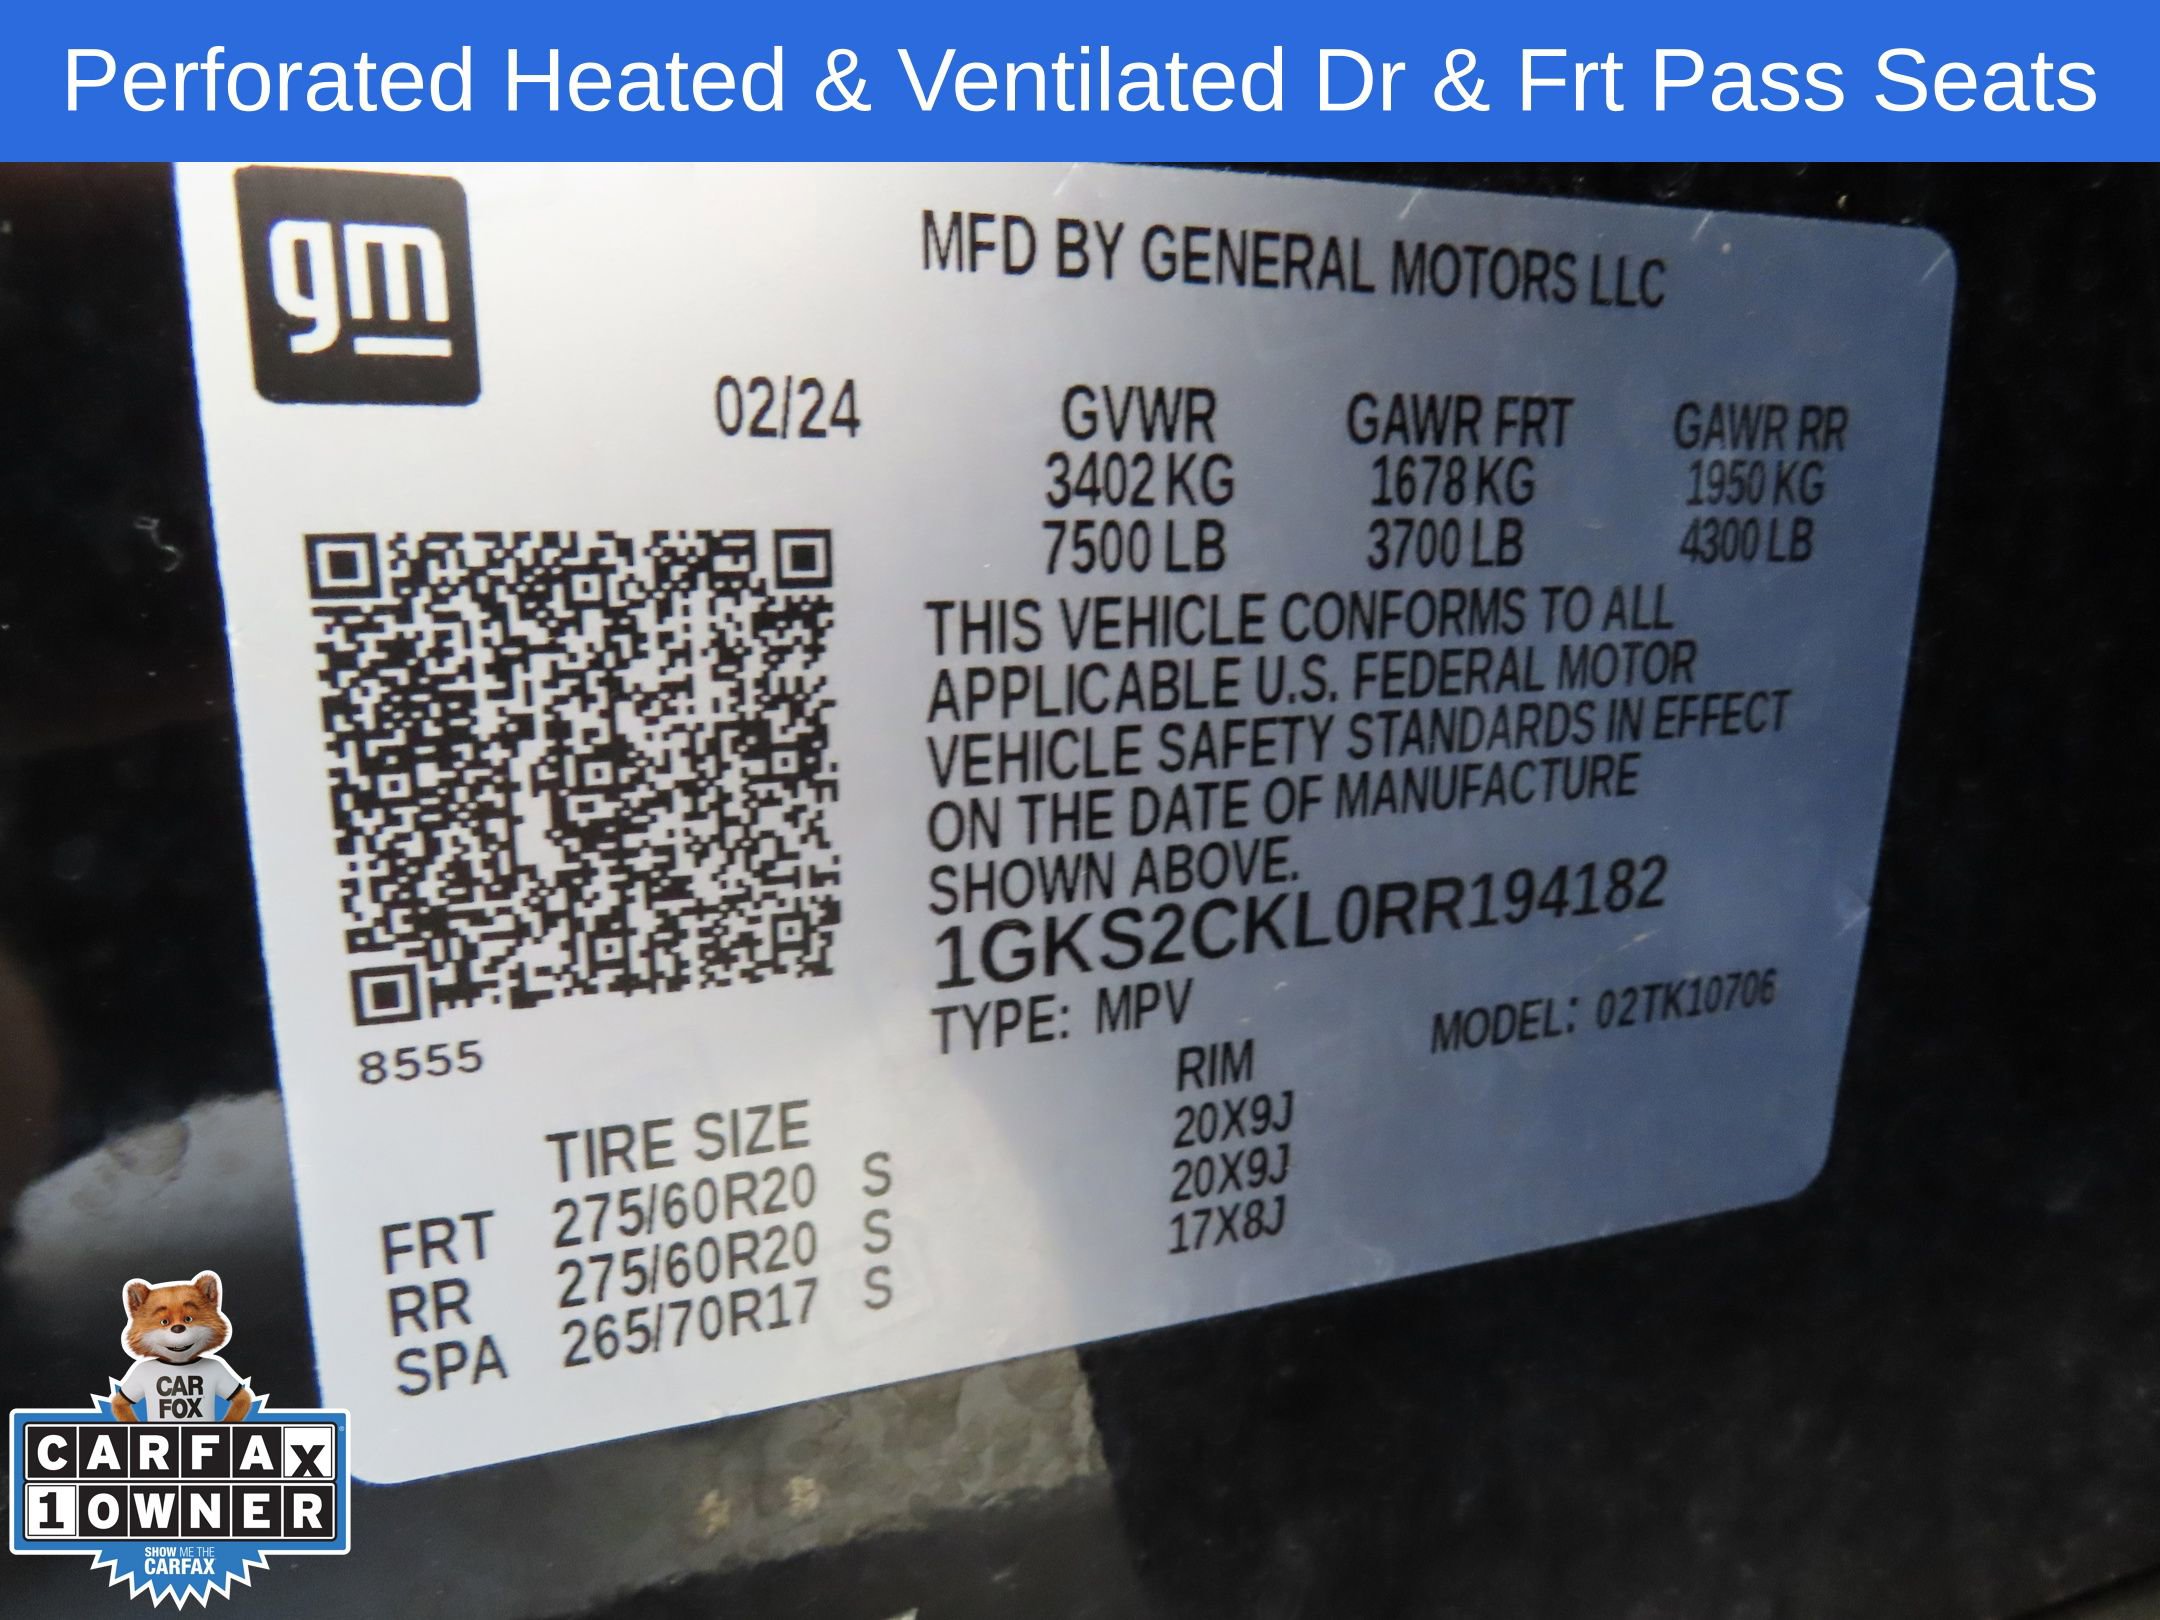 Perforated Heated & Ventilated Dr & Frt Pass Seats
gm
MFD BY GENERAL MOTORS LLC
02/24
GVWR GAWR FRT GAWR RR
3402 KG 1678 KG 1950 KG
7500 LB 3700 LB 4300 LB
THIS VEHICLE CONFORMS TO ALL
APPLICABLE U.S. FEDERAL MOTOR
VEHICLE SAFETY STANDARDS IN EFFECT
ON THE DATE OF MANUFACTURE
SHOWN ABOVE.
1GKS2CKL0RR194182
TYPE: MPV MODEL: 02TK10706
8555
TIRE SIZE RIM
FRT 275/60R20 S 20X9J
RR 275/60R20 S 20X9J
SPA 265/70R17 S 17X8J
CAR
FOX
CARFAX
1 OWNER
SHOW ME THE
CARFAX